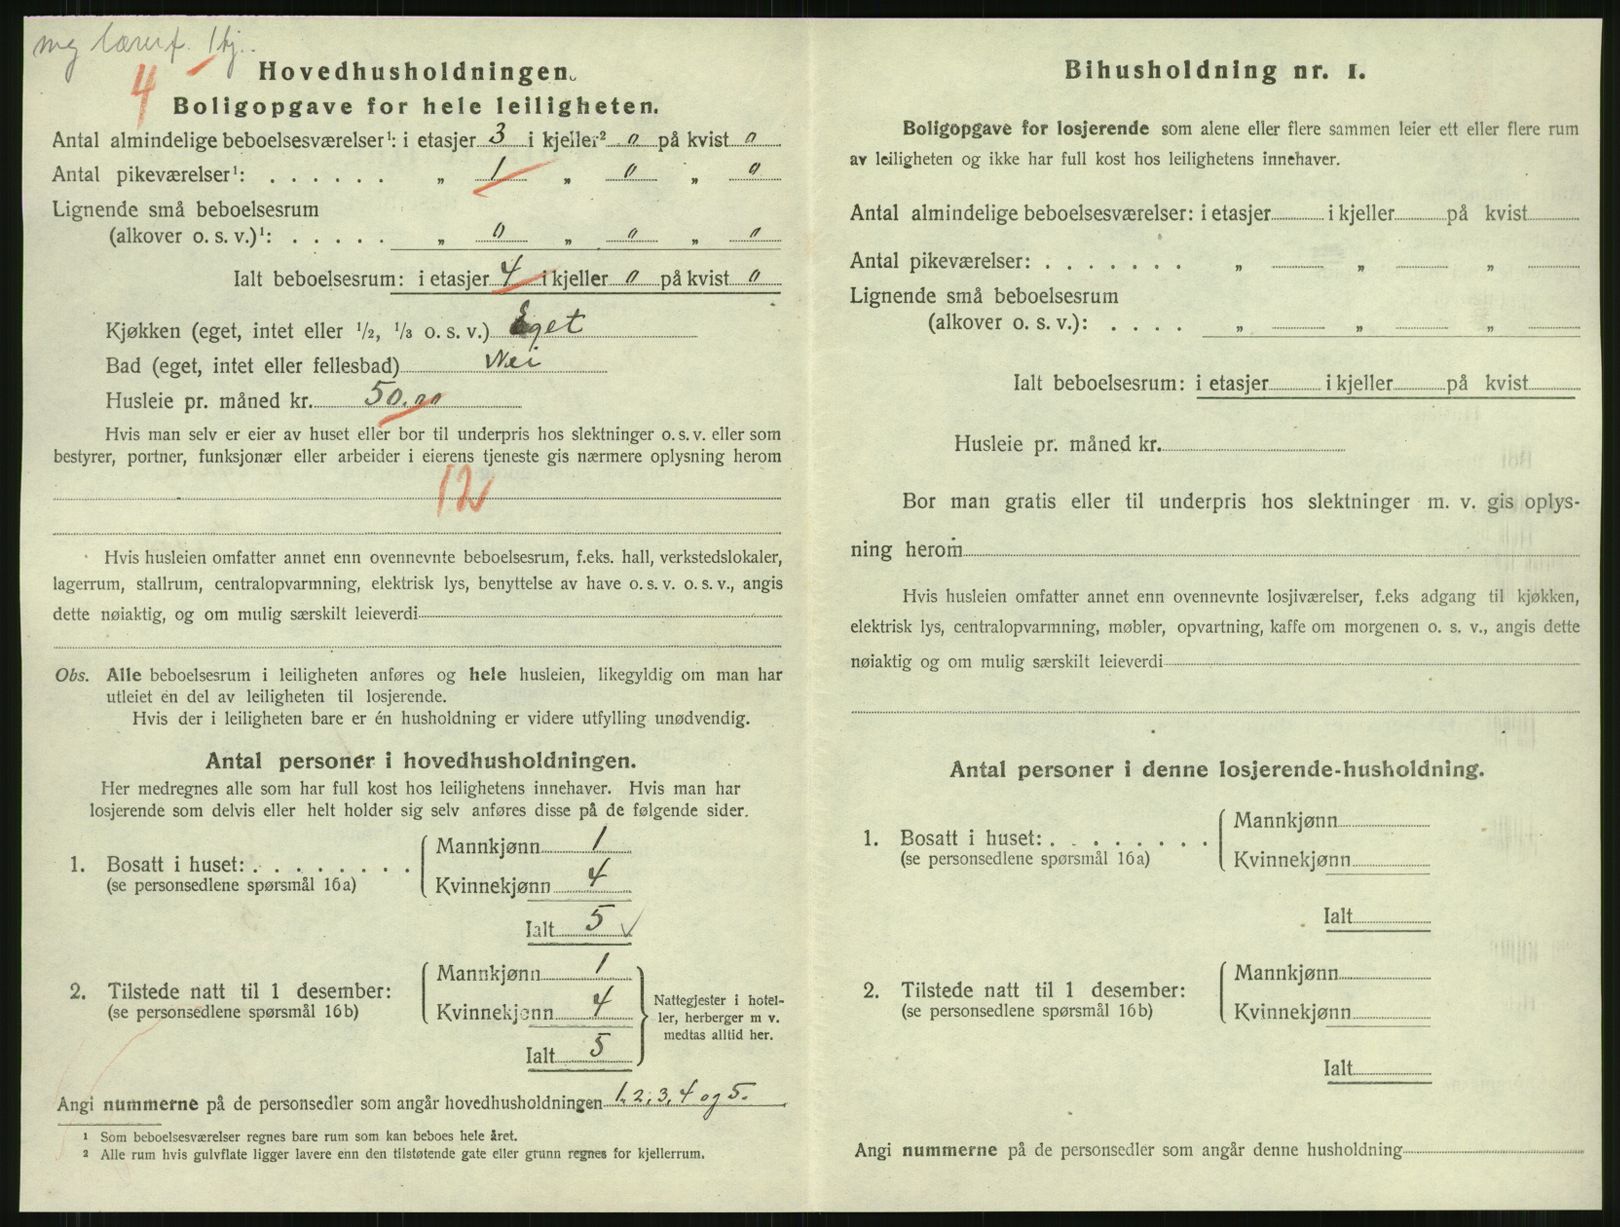 1 kj.
4
Hovedhusholdningen.
Boligopgave for hele leiligheten.
Antal almindelige beboelsesværelser¹: i etasjer 3 i kjeller² 0 på kvist 0
Antal pikeværelser¹: . . . . . . „ 1 „ 0 „ 0
Lignende små beboelsesrum
(alkover o. s. v.)¹: . . . . . „ 0 „ 0 „ 0
Ialt beboelsesrum: i etasjer 4 i kjeller 0 på kvist 0
Kjøkken (eget, intet eller ½, ⅓ o. s. v.) Eget
Bad (eget, intet eller fellesbad) Nei
Husleie pr. måned kr. 50.00
Hvis man selv er eier av huset eller bor til underpris hos slektninger o. s. v. eller som
bestyrer, portner, funksjonær eller arbeider i eierens tjeneste gis nærmere oplysning herom
12
Hvis husleien omfatter annet enn ovennevnte beboelsesrum, f.eks. hall, verkstedslokaler,
lagerrum, stallrum, centralopvarmning, elektrisk lys, benyttelse av have o. s. v. o. s. v., angis
dette nøiaktig, og om mulig særskilt leieverdi
Obs. Alle beboelsesrum i leiligheten anføres og hele husleien, likegyldig om man har
utleiet en del av leiligheten til losjerende.
Hvis der i leiligheten bare er én husholdning er videre utfylling unødvendig.
Antal personer i hovedhusholdningen.
Her medregnes alle som har full kost hos leilighetens innehaver. Hvis man har
losjerende som delvis eller helt holder sig selv anføres disse på de følgende sider.
1. Bosatt i huset: . . . . . . . .
(se personsedlene spørsmål 16a)
Mannkjønn 1
Kvinnekjønn 4
Ialt 5 ✓
2. Tilstede natt til 1 desember:
(se personsedlene spørsmål 16b)
Mannkjønn 1
Kvinnekjønn 4
Ialt 5
Nattegjester i hotel-
ler, herberger m v.
medtas alltid her.
Angi nummerne på de personsedler som angår hovedhusholdningen 1, 2, 3, 4 og 5.
¹ Som beboelsesværelser regnes bare rum som kan beboes hele året.
² Alle rum hvis gulvflate ligger lavere enn den tilstøtende gate eller grunn regnes for kjellerrum.
Bihusholdning nr. 1.
Boligopgave for losjerende som alene eller flere sammen leier ett eller flere rum
av leiligheten og ikke har full kost hos leilighetens innehaver.
Antal almindelige beboelsesværelser: i etasjer i kjeller på kvist
Antal pikeværelser: . . . . . . . „ „ „
Lignende små beboelsesrum
(alkover o. s. v.): . . . . „ „ „
Ialt beboelsesrum: i etasjer i kjeller på kvist
Husleie pr. måned kr.
Bor man gratis eller til underpris hos slektninger m. v. gis oplys-
ning herom
Hvis husleien omfatter annet enn ovennevnte losjiværelser, f.eks adgang til kjøkken,
elektrisk lys, centralopvarmning, møbler, opvartning, kaffe om morgenen o. s. v., angis dette
nøiaktig og om mulig særskilt leieverdi
Antal personer i denne losjerende-husholdning.
1. Bosatt i huset: . . . . . . .
(se personsedlene spørsmål 16a)
Mannkjønn
Kvinnekjønn
Ialt
2. Tilstede natt til 1 desember:
(se personsedlene spørsmål 16b)
Mannkjønn
Kvinnekjønn
Ialt
Angi nummerne på de personsedler som angår denne husholdning